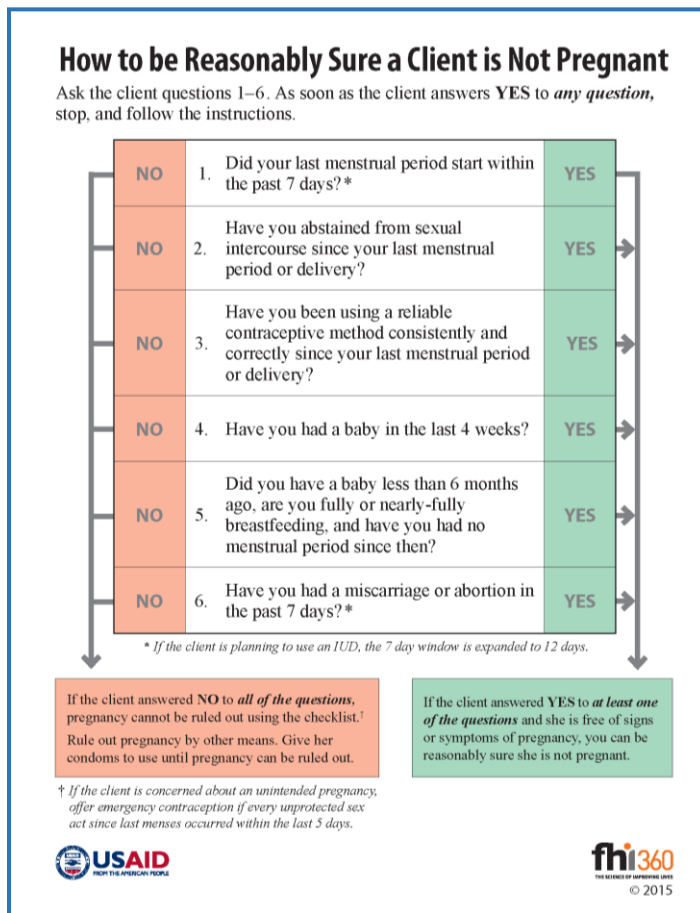 How to be Reasonably Sure a Client is Not Pregnant
Ask the client questions 1–6. As soon as the client answers YES to any question,
stop, and follow the instructions.
NO 1. Did your last menstrual period start within YES
the past 7 days?*
NO 2. Have you abstained from sexual YES
intercourse since your last menstrual
period or delivery?
NO 3. Have you been using a reliable YES
contraceptive method consistently and
correctly since your last menstrual period
or delivery?
NO 4. Have you had a baby in the last 4 weeks? YES
NO 5. Did you have a baby less than 6 months YES
ago, are you fully or nearly-fully
breastfeeding, and have you had no
menstrual period since then?
NO 6. Have you had a miscarriage or abortion in YES
the past 7 days?*
* If the client is planning to use an IUD, the 7 day window is expanded to 12 days.
If the client answered NO to all of the questions,
pregnancy cannot be ruled out using the checklist.†
Rule out pregnancy by other means. Give her
condoms to use until pregnancy can be ruled out.
If the client answered YES to at least one
of the questions and she is free of signs
or symptoms of pregnancy, you can be
reasonably sure she is not pregnant.
† If the client is concerned about an unintended pregnancy,
offer emergency contraception if every unprotected sex
act since last menses occurred within the last 5 days.
USAID
FROM THE AMERICAN PEOPLE
fhi360
THE SCIENCE OF IMPROVING LIVES
© 2015